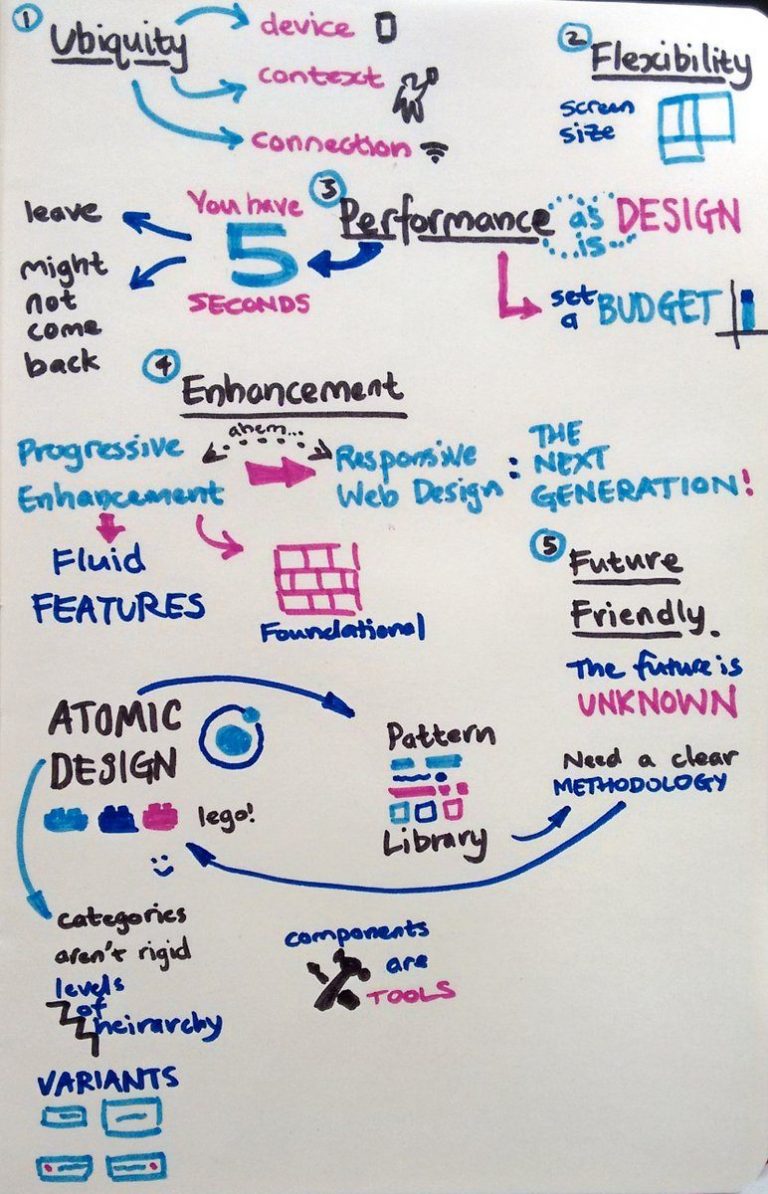 1 Ubiquity
device
context
connection
2 Flexibility
screen
size
3 Performance as DESIGN
is
You have
5
SECONDS
leave
might
not
come
back
set
a BUDGET
4 Enhancement
ahem...
Progressive
Enhancement
Responsive
Web Design :
THE
NEXT
GENERATION!
Fluid
FEATURES
Foundational
5 Future
Friendly.
The future is
UNKNOWN
Need a clear
METHODOLOGY
ATOMIC
DESIGN
lego!
Pattern
Library
categories
aren't rigid
levels
of
heirarchy
VARIANTS
components
are
TOOLS